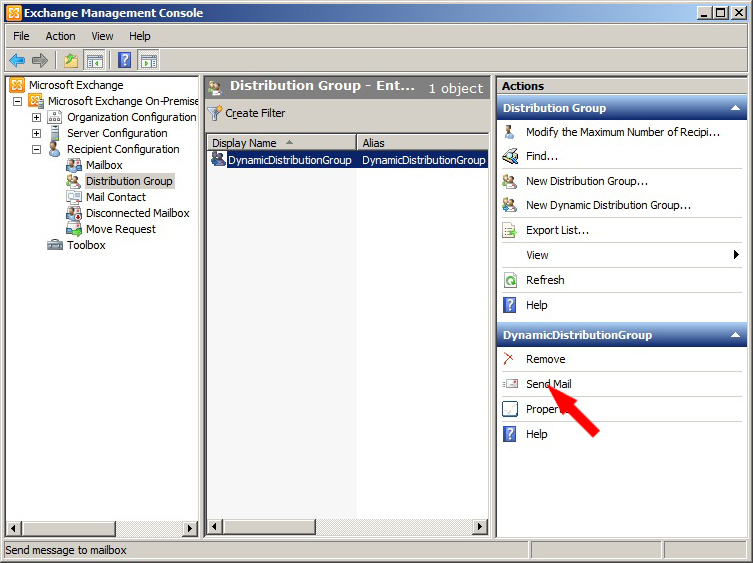 Exchange Management Console
File Action View Help
Microsoft Exchange
Microsoft Exchange On-Premise
Organization Configuration
Server Configuration
Recipient Configuration
Mailbox
Distribution Group
Mail Contact
Disconnected Mailbox
Move Request
Toolbox
Distribution Group - Ent... 1 object
Create Filter
Display Name Alias
DynamicDistributionGroup DynamicDistributionGroup
Actions
Distribution Group
Modify the Maximum Number of Recipi...
Find...
New Distribution Group...
New Dynamic Distribution Group...
Export List...
View
Refresh
Help
DynamicDistributionGroup
Remove
Send Mail
Help
Send message to mailbox